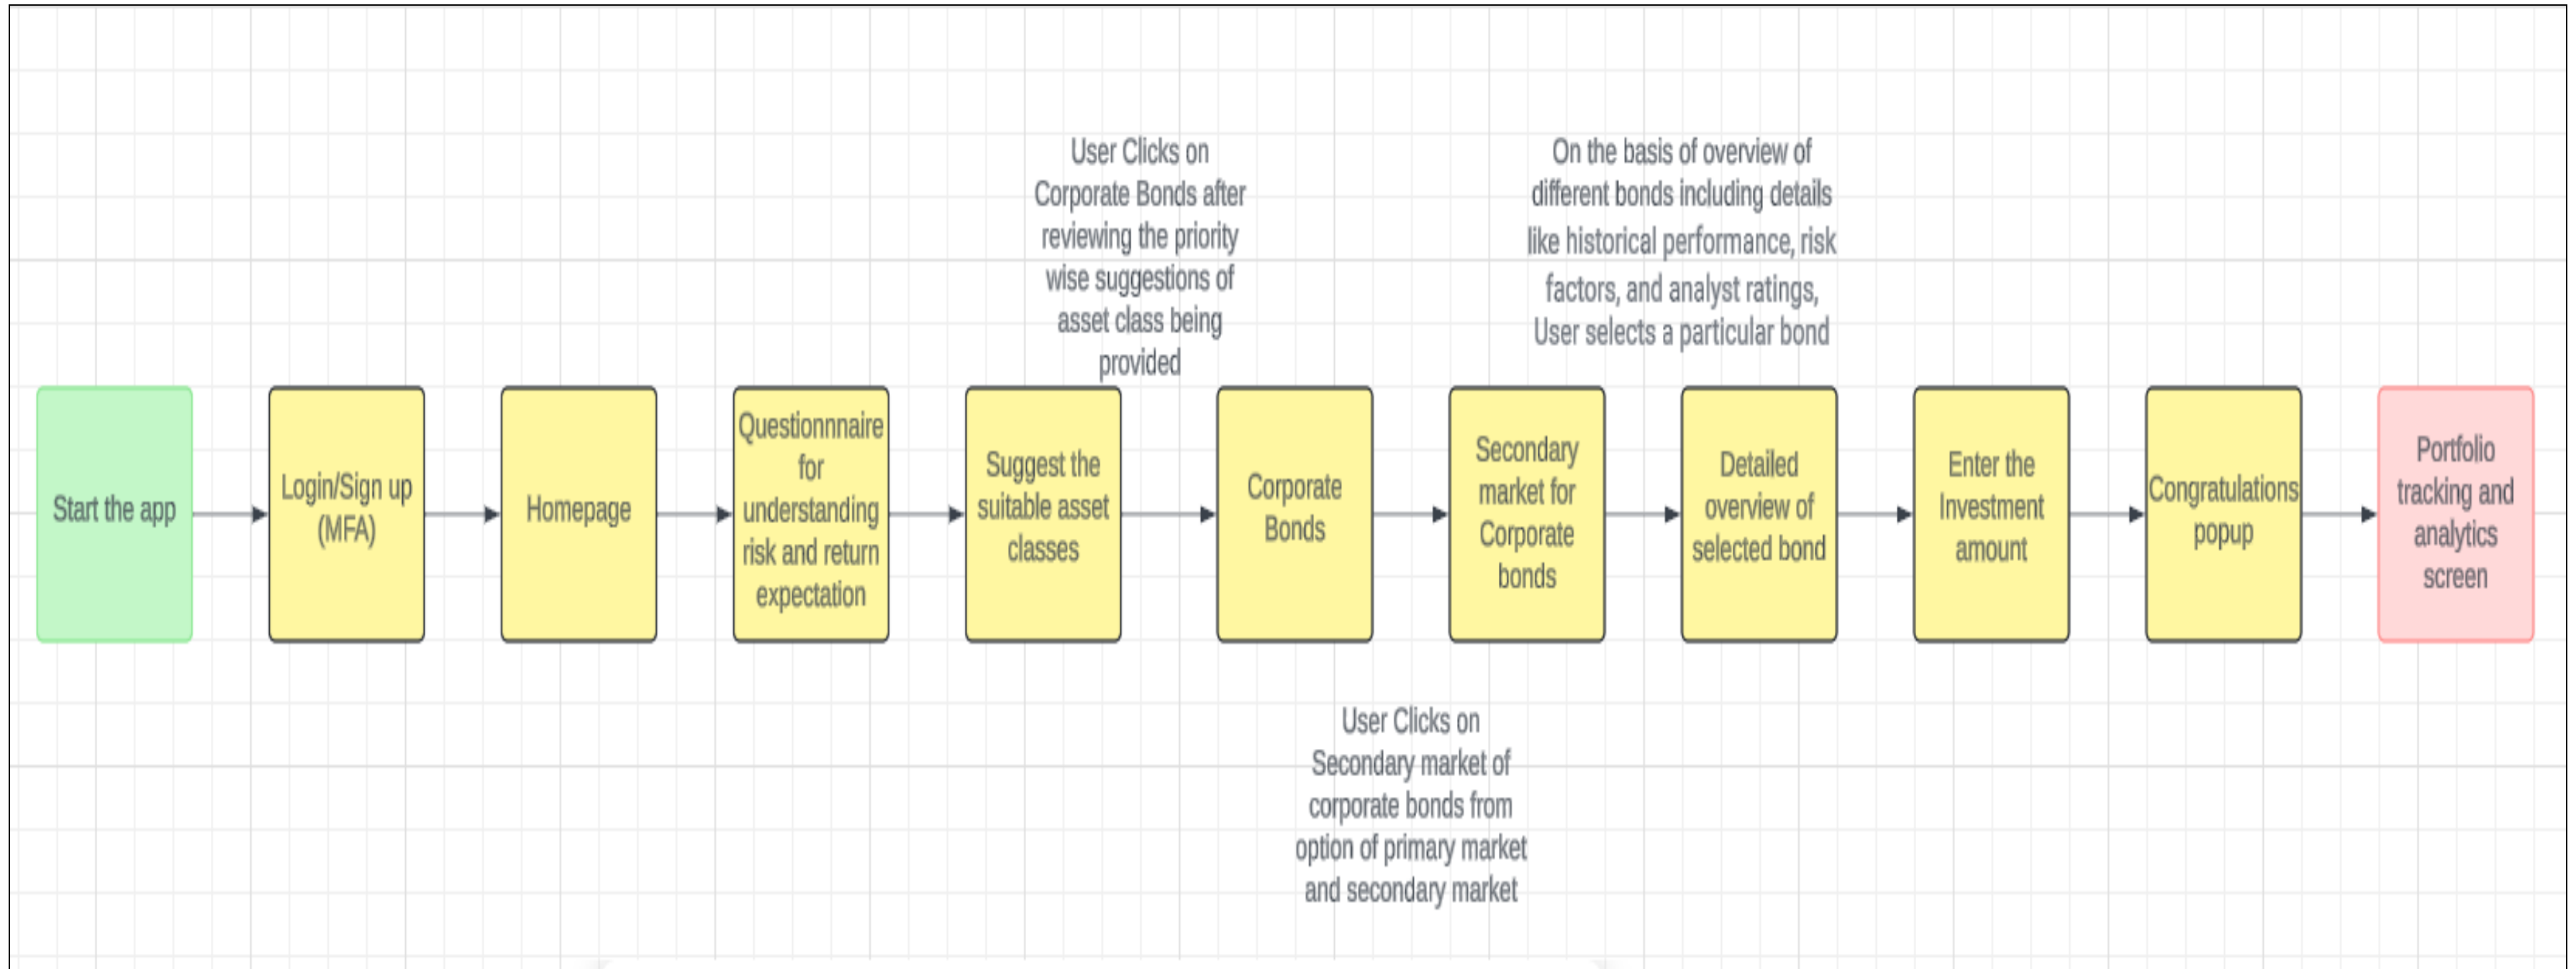 User Clicks on
Corporate Bonds after
reviewing the priority
wise suggestions of
asset class being
provided
On the basis of overview of
different bonds including details
like historical performance, risk
factors, and analyst ratings,
User selects a particular bond
Start the app
Login/Sign up
(MFA)
Homepage
Questionnnaire
for
understanding
risk and return
expectation
Suggest the
suitable asset
classes
Corporate
Bonds
Secondary
market for
Corporate
bonds
Detailed
overview of
selected bond
Enter the
Investment
amount
Congratulations
popup
Portfolio
tracking and
analytics
screen
User Clicks on
Secondary market of
corporate bonds from
option of primary market
and secondary market